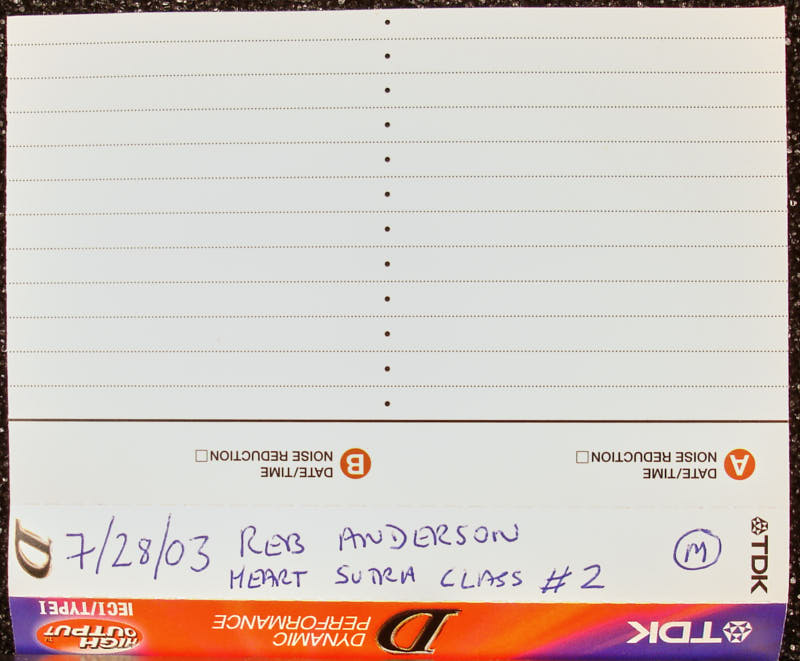 A DATE/TIME
NOISE REDUCTION
B DATE/TIME
NOISE REDUCTION
D 7/28/03 REB ANDERSON
HEART SUTRA CLASS #2
M
TDK
TDK
D DYNAMIC
PERFORMANCE
HIGH
OUTPUT
IECI/TYPE I